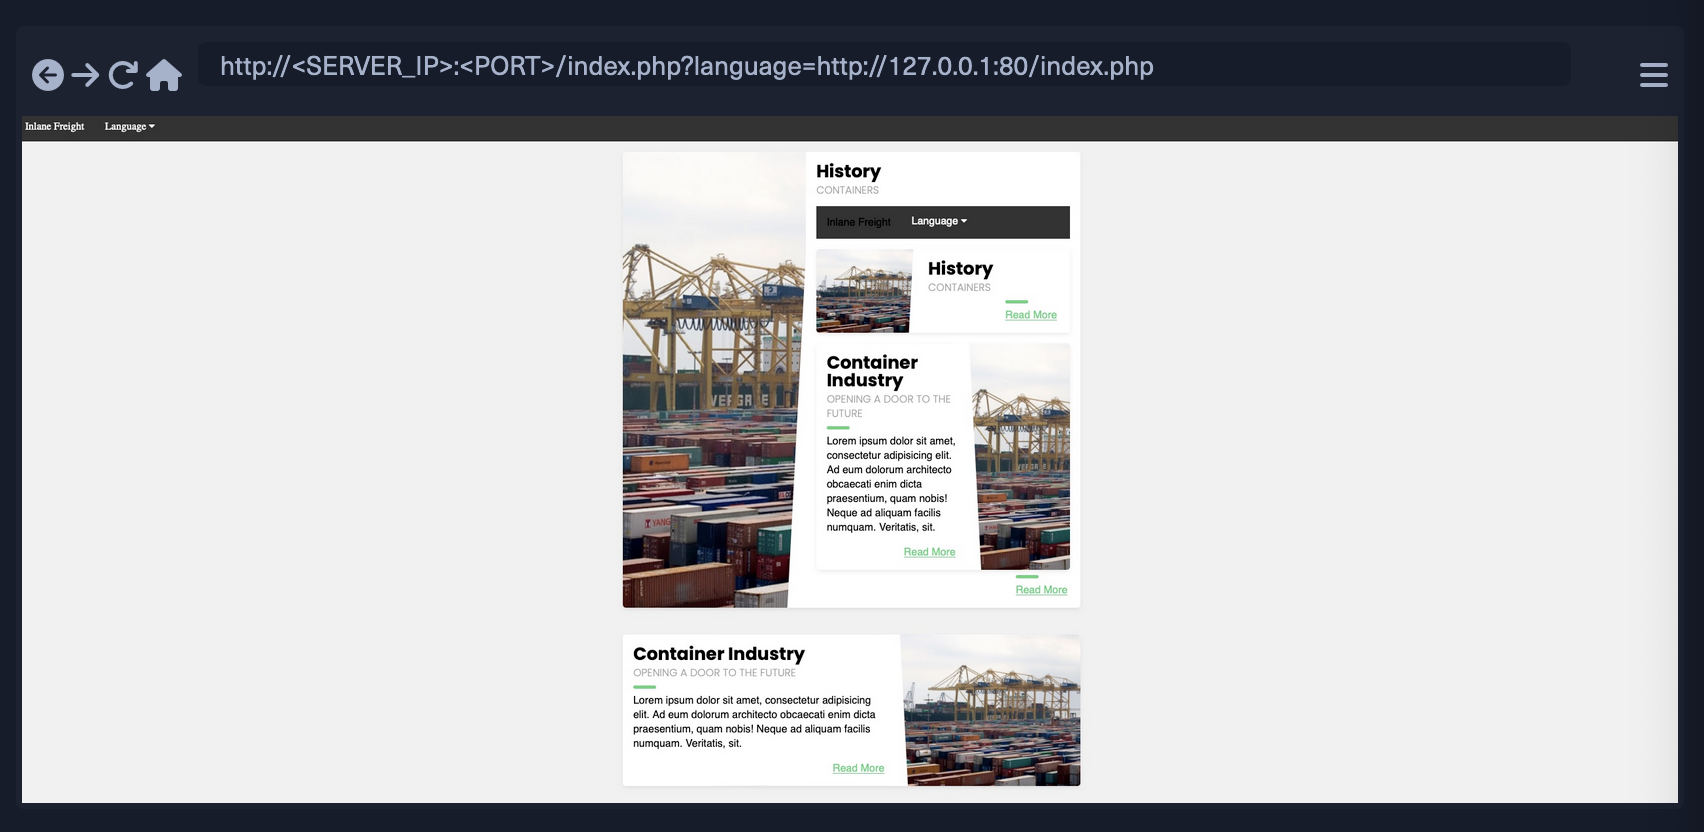 http://<SERVER_IP>:<PORT>/index.php?language=http://127.0.0.1:80/index.php
Inlane Freight Language
History
CONTAINERS
Inlane Freight Language
History
CONTAINERS
Read More
Container
Industry
OPENING A DOOR TO THE
FUTURE
Lorem ipsum dolor sit amet,
consectetur adipisicing elit.
Ad eum dolorum architecto
obcaecati enim dicta
praesentium, quam nobis!
Neque ad aliquam facilis
numquam. Veritatis, sit.
Read More
Read More
Container Industry
OPENING A DOOR TO THE FUTURE
Lorem ipsum dolor sit amet, consectetur adipisicing
elit. Ad eum dolorum architecto obcaecati enim dicta
praesentium, quam nobis! Neque ad aliquam facilis
numquam. Veritatis, sit.
Read More